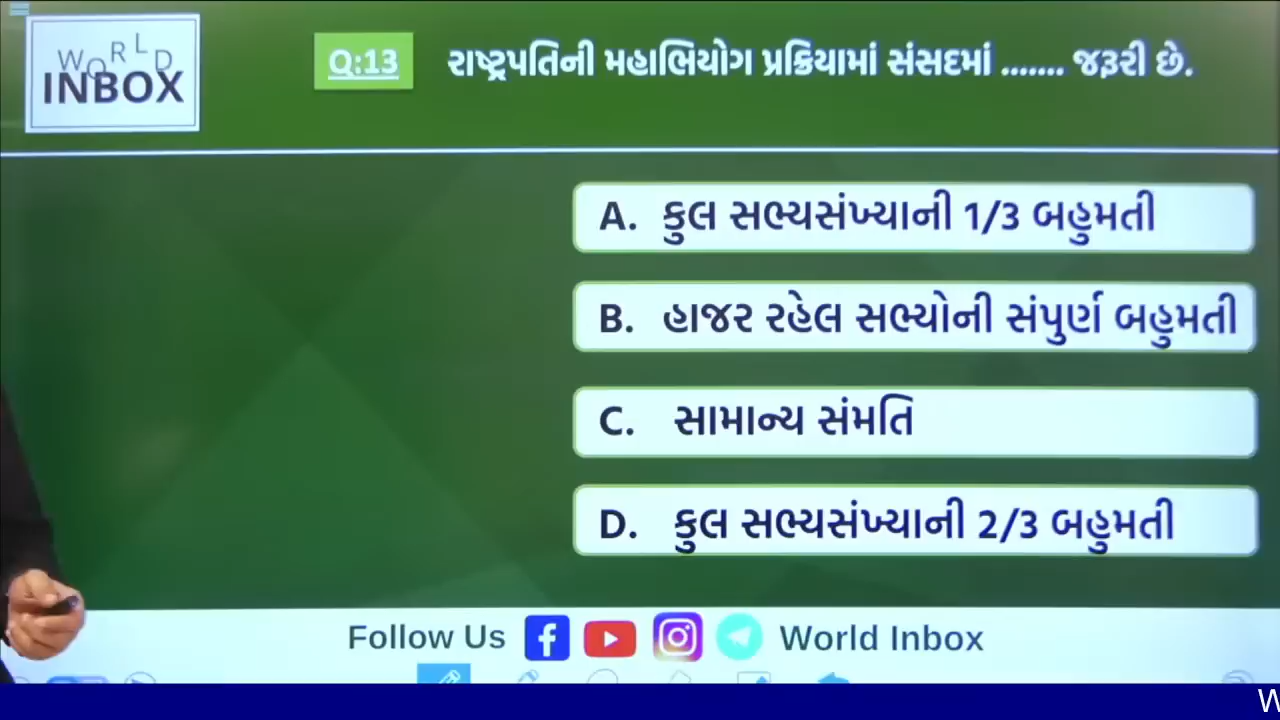 WORLD
INBOX
Q:13 રાષ્ટ્રપતિની મહાભિયોગ પ્રક્રિયામાં સંસદમાં ....... જરૂરી છે.
A. કુલ સભ્યસંખ્યાની 1/3 બહુમતી
B. હાજર રહેલ સભ્યોની સંપુર્ણ બહુમતી
C. સામાન્ય સંમતિ
D. કુલ સભ્યસંખ્યાની 2/3 બહુમતી
Follow Us World Inbox